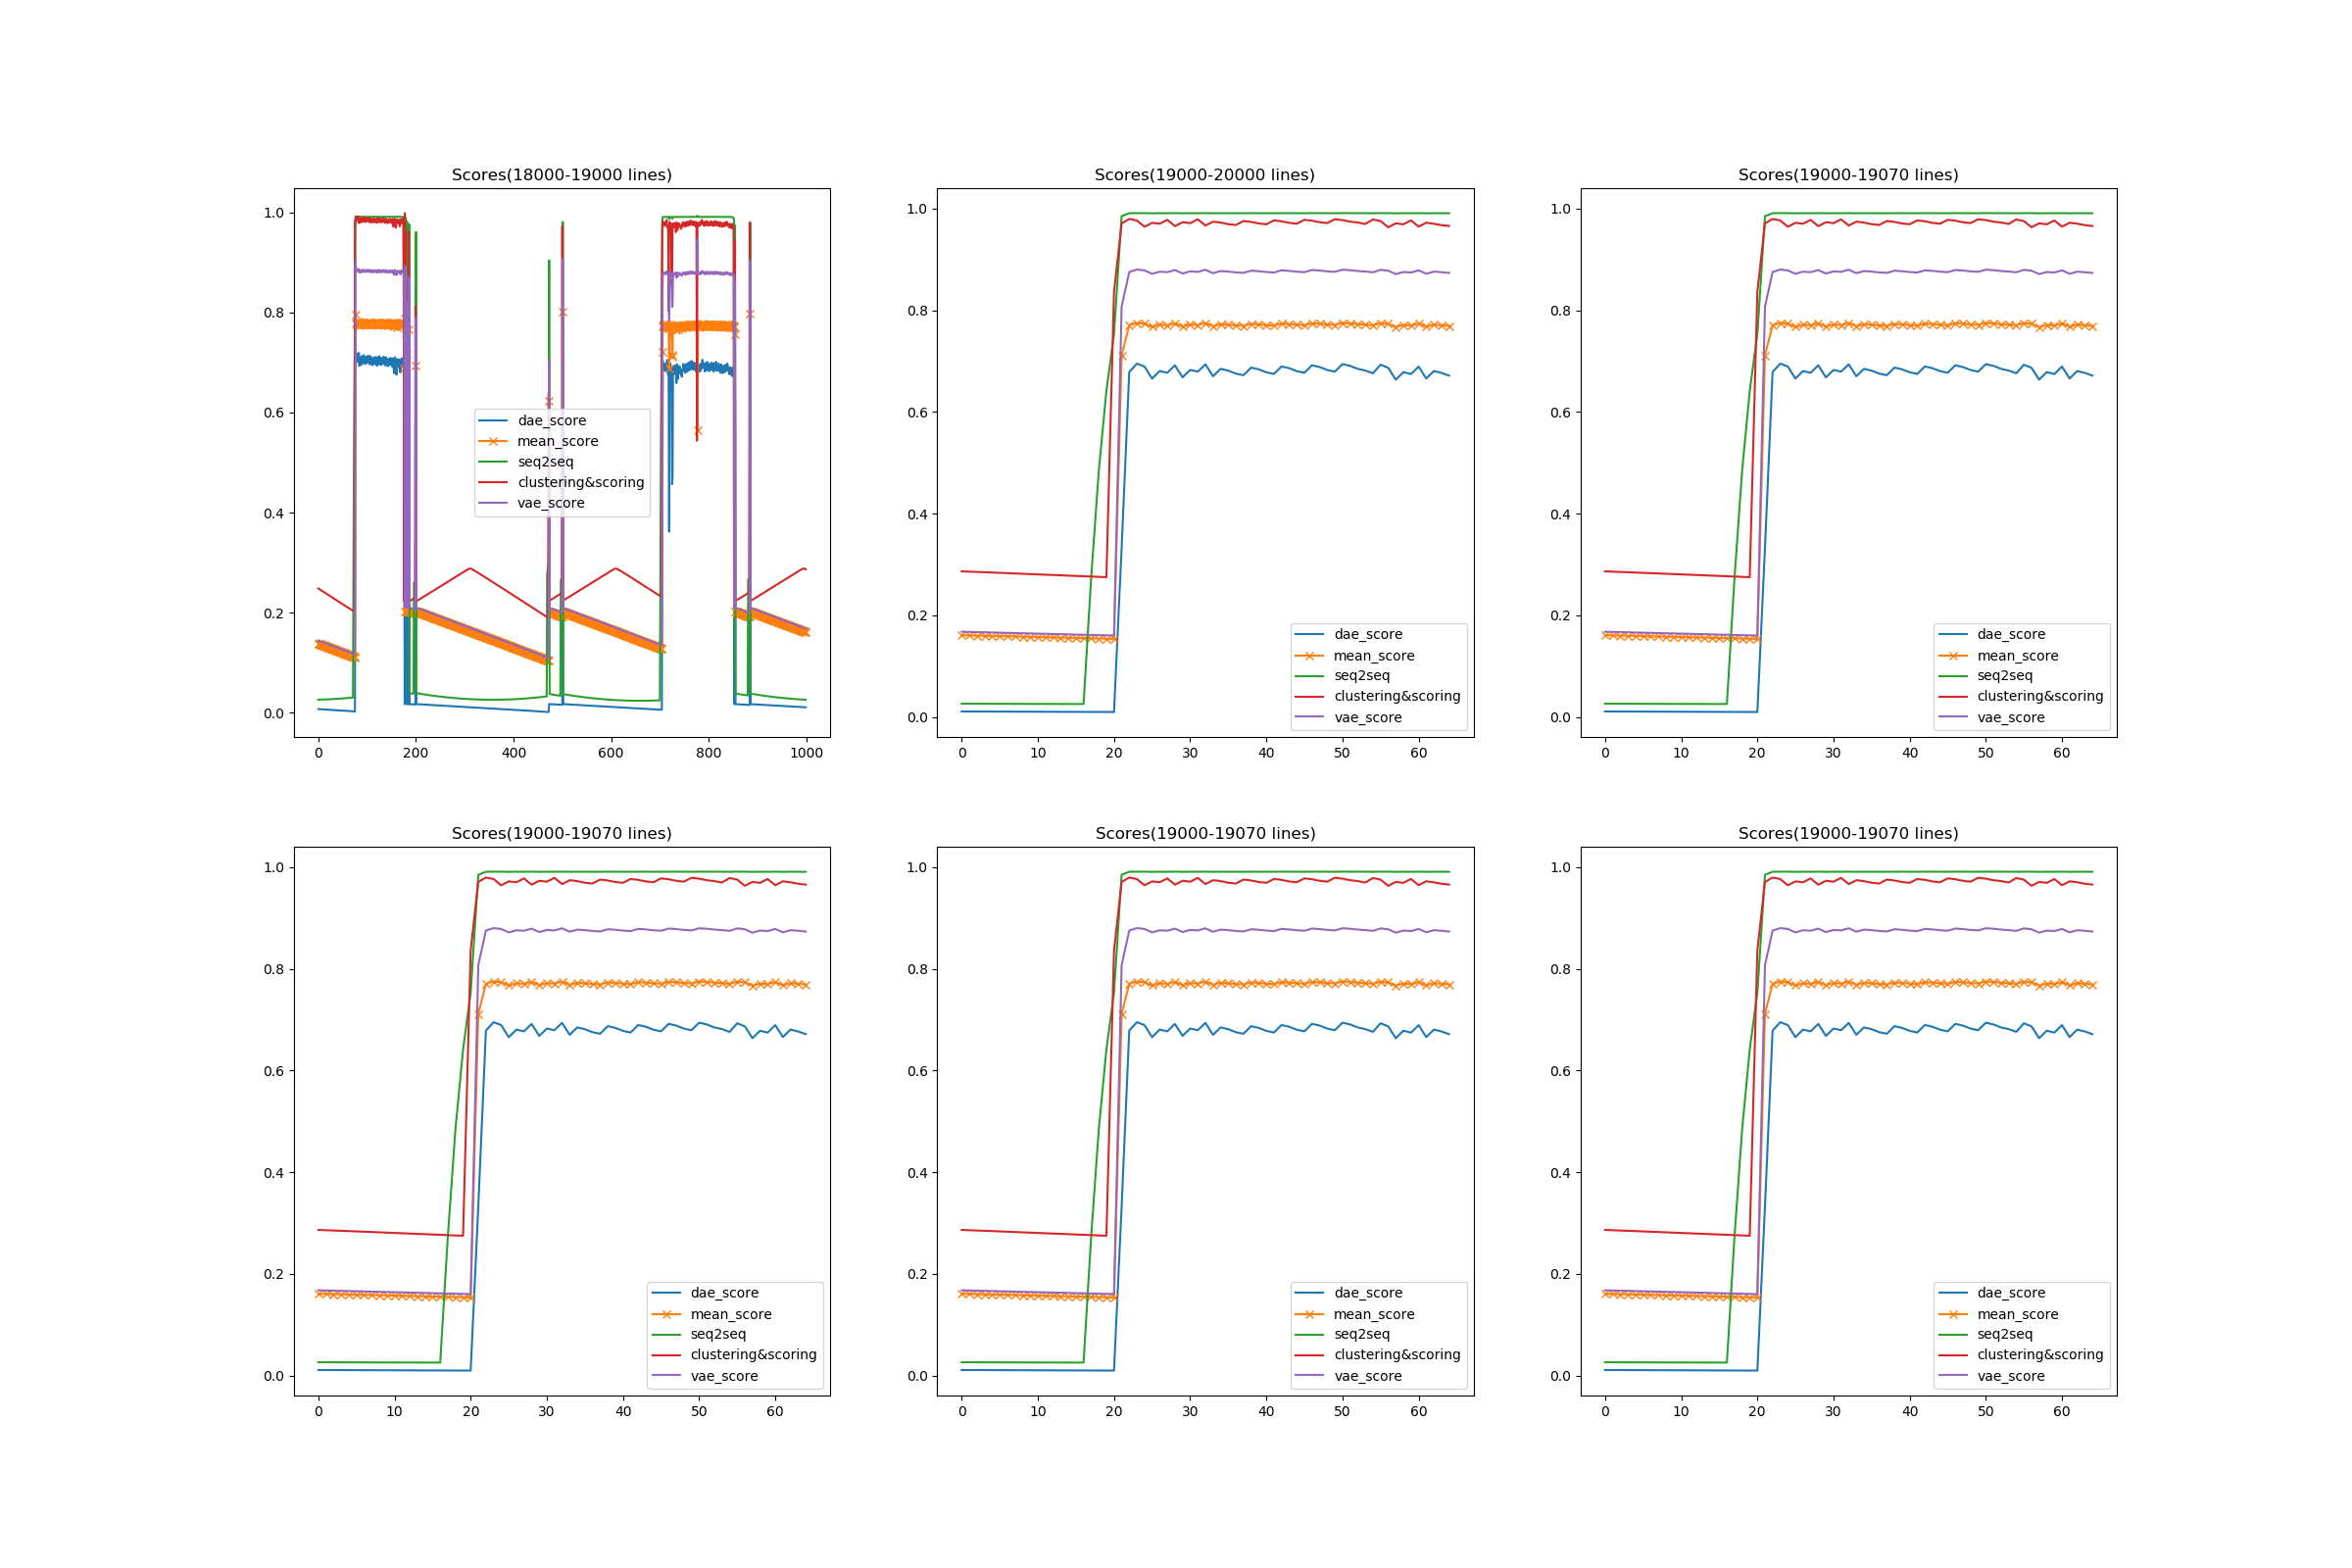 Scores(18000-19000 lines)
1.0
0.8
0.6
0.4
0.2
0.0
0 200 400 600 800 1000
dae_score
mean_score
seq2seq
clustering&scoring
vae_score
Scores(19000-20000 lines)
1.0
0.8
0.6
0.4
0.2
0.0
0 10 20 30 40 50 60
dae_score
mean_score
seq2seq
clustering&scoring
vae_score
Scores(19000-19070 lines)
1.0
0.8
0.6
0.4
0.2
0.0
0 10 20 30 40 50 60
dae_score
mean_score
seq2seq
clustering&scoring
vae_score
Scores(19000-19070 lines)
1.0
0.8
0.6
0.4
0.2
0.0
0 10 20 30 40 50 60
dae_score
mean_score
seq2seq
clustering&scoring
vae_score
Scores(19000-19070 lines)
1.0
0.8
0.6
0.4
0.2
0.0
0 10 20 30 40 50 60
dae_score
mean_score
seq2seq
clustering&scoring
vae_score
Scores(19000-19070 lines)
1.0
0.8
0.6
0.4
0.2
0.0
0 10 20 30 40 50 60
dae_score
mean_score
seq2seq
clustering&scoring
vae_score